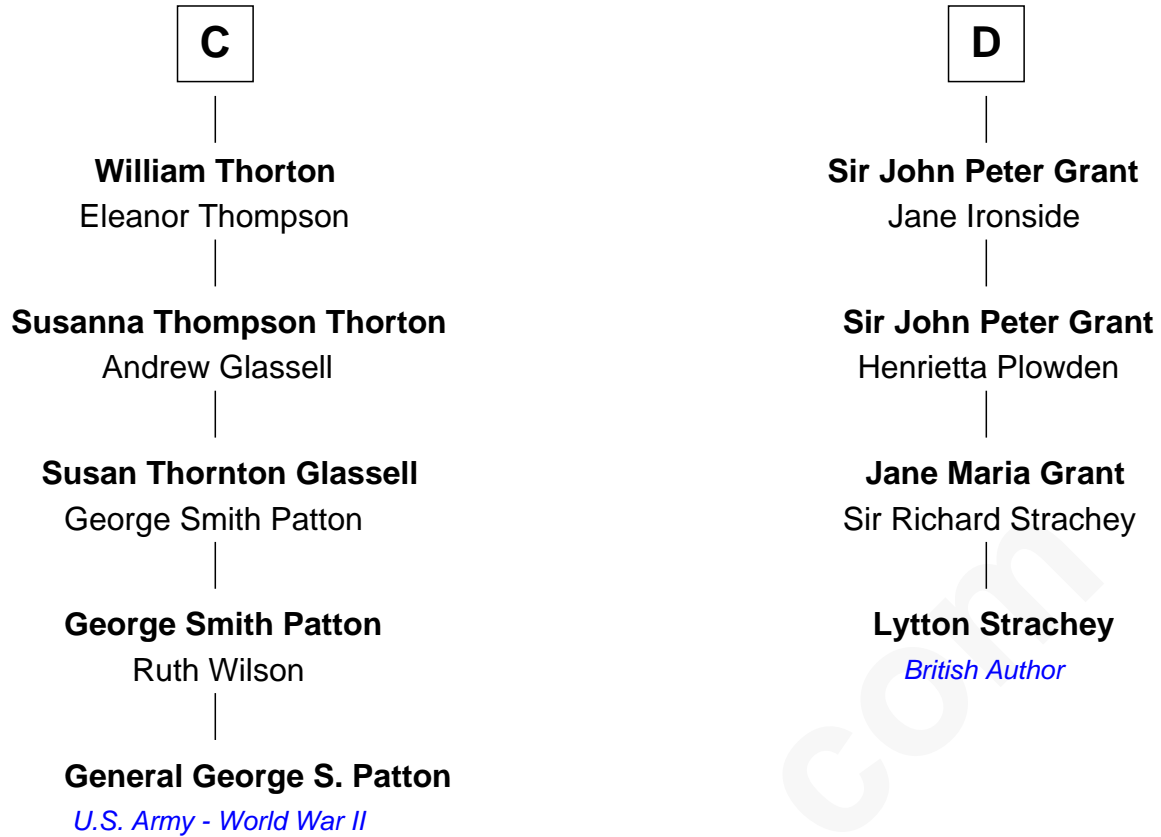 C
William Thorton
Eleanor Thompson
Susanna Thompson Thorton
Andrew Glassell
Susan Thornton Glassell
George Smith Patton
George Smith Patton
Ruth Wilson
General George S. Patton
U.S. Army - World War II
D
Sir John Peter Grant
Jane Ironside
Sir John Peter Grant
Henrietta Plowden
Jane Maria Grant
Sir Richard Strachey
Lytton Strachey
British Author
com